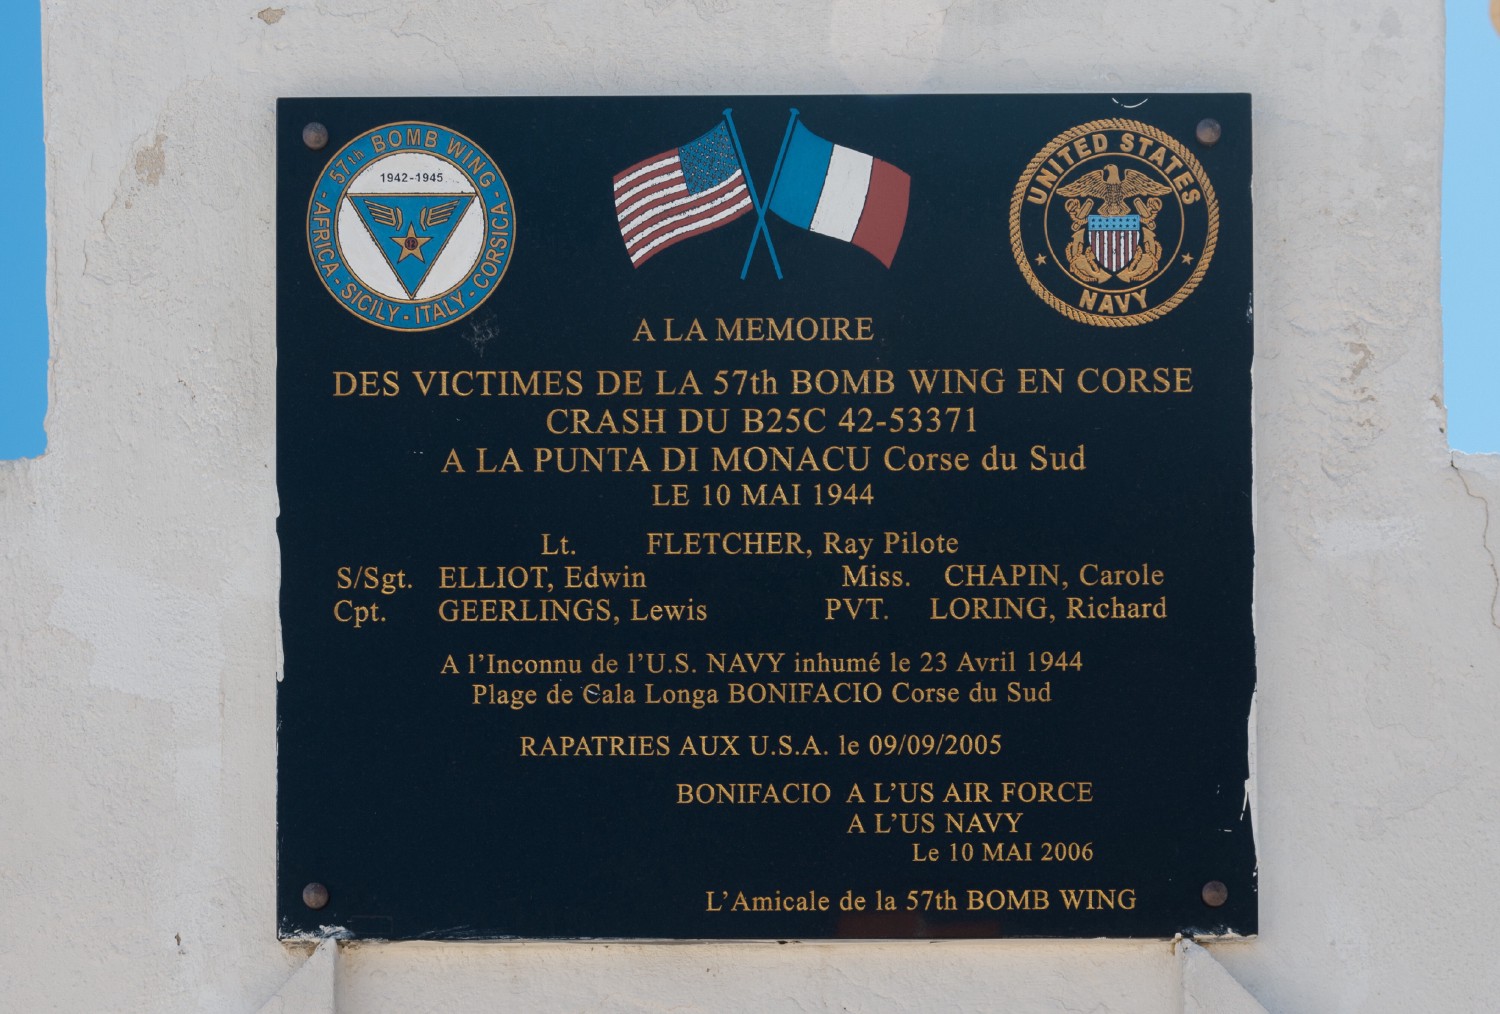 57th BOMB WING - AFRICA - SICILY - ITALY - CORSICA -
1942-1945
UNITED STATES
NAVY
A LA MEMOIRE
DES VICTIMES DE LA 57th BOMB WING EN CORSE
CRASH DU B25C 42-53371
A LA PUNTA DI MONACU Corse du Sud
LE 10 MAI 1944
Lt. FLETCHER, Ray Pilote
S/Sgt. ELLIOT, Edwin Miss. CHAPIN, Carole
Cpt. GEERLINGS, Lewis PVT. LORING, Richard
A l'Inconnu de l'U.S. NAVY inhumé le 23 Avril 1944
Plage de Cala Longa BONIFACIO Corse du Sud
RAPATRIES AUX U.S.A. le 09/09/2005
BONIFACIO A L'US AIR FORCE
A L'US NAVY
Le 10 MAI 2006
L'Amicale de la 57th BOMB WING